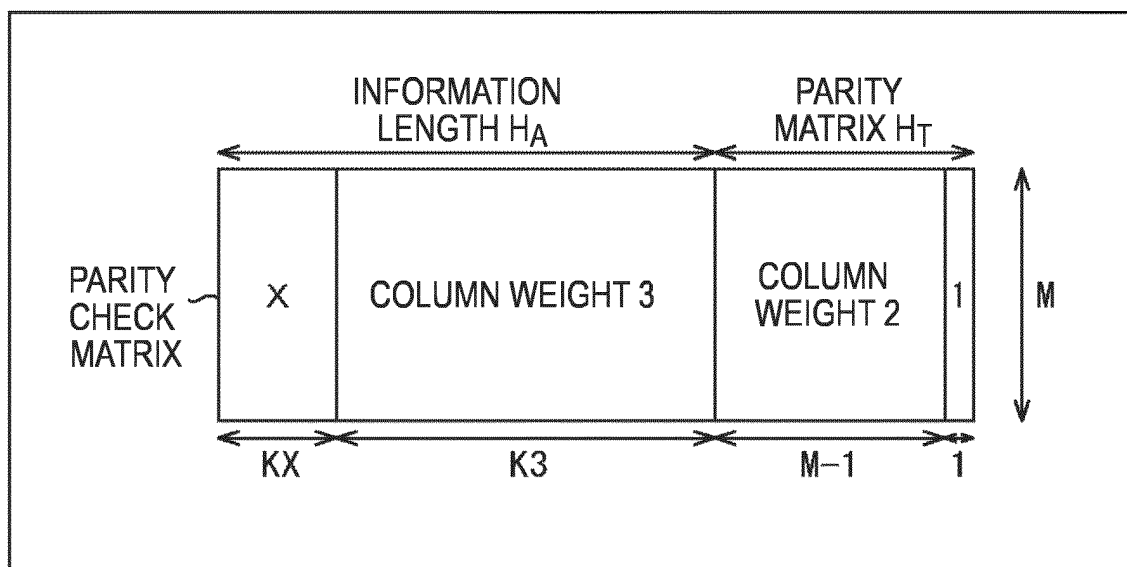 INFORMATION
LENGTH HA
PARITY
MATRIX HT
PARITY
CHECK
MATRIX
X
COLUMN WEIGHT 3
COLUMN
WEIGHT 2
1
M
KX
K3
M-1
1